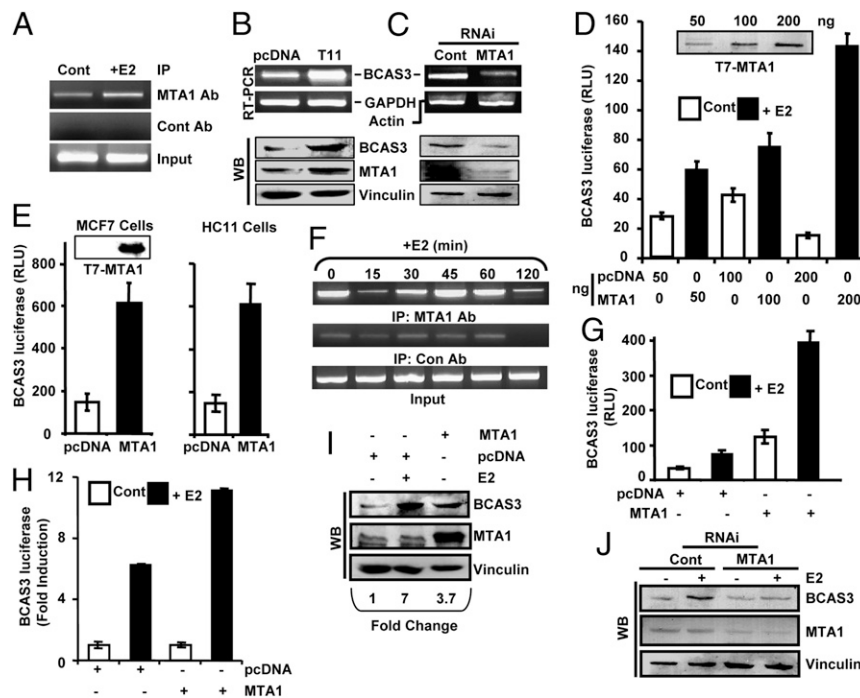 A
Cont +E2 IP
MTA1 Ab
Cont Ab
Input
B
pcDNA T11
RT-PCR
BCAS3
GAPDH
Actin
WB
BCAS3
MTA1
Vinculin
C
RNAi
Cont MTA1
D
50 100 200 ng
T7-MTA1
Cont + E2
BCAS3 luciferase (RLU)
160
140
120
100
80
60
40
20
0
ng
pcDNA 50 0 100 0 200 0
MTA1 0 50 0 100 0 200
E
MCF7 Cells
T7-MTA1
BCAS3 luciferase (RLU)
800
600
400
200
0
pcDNA MTA1
HC11 Cells
pcDNA MTA1
F
+E2 (min)
0 15 30 45 60 120
IP: MTA1 Ab
IP: Con Ab
Input
G
Cont + E2
BCAS3 luciferase
(RLU)
400
300
200
100
0
pcDNA + + - -
MTA1 - - + +
H
Cont + E2
BCAS3 luciferase
(Fold Induction)
12
9
6
3
0
+ + - - pcDNA
- - + + MTA1
I
- - + MTA1
+ + - pcDNA
- + - E2
WB
BCAS3
MTA1
Vinculin
1 7 3.7
Fold Change
J
RNAi
Cont MTA1
- + - + E2
WB
BCAS3
MTA1
Vinculin